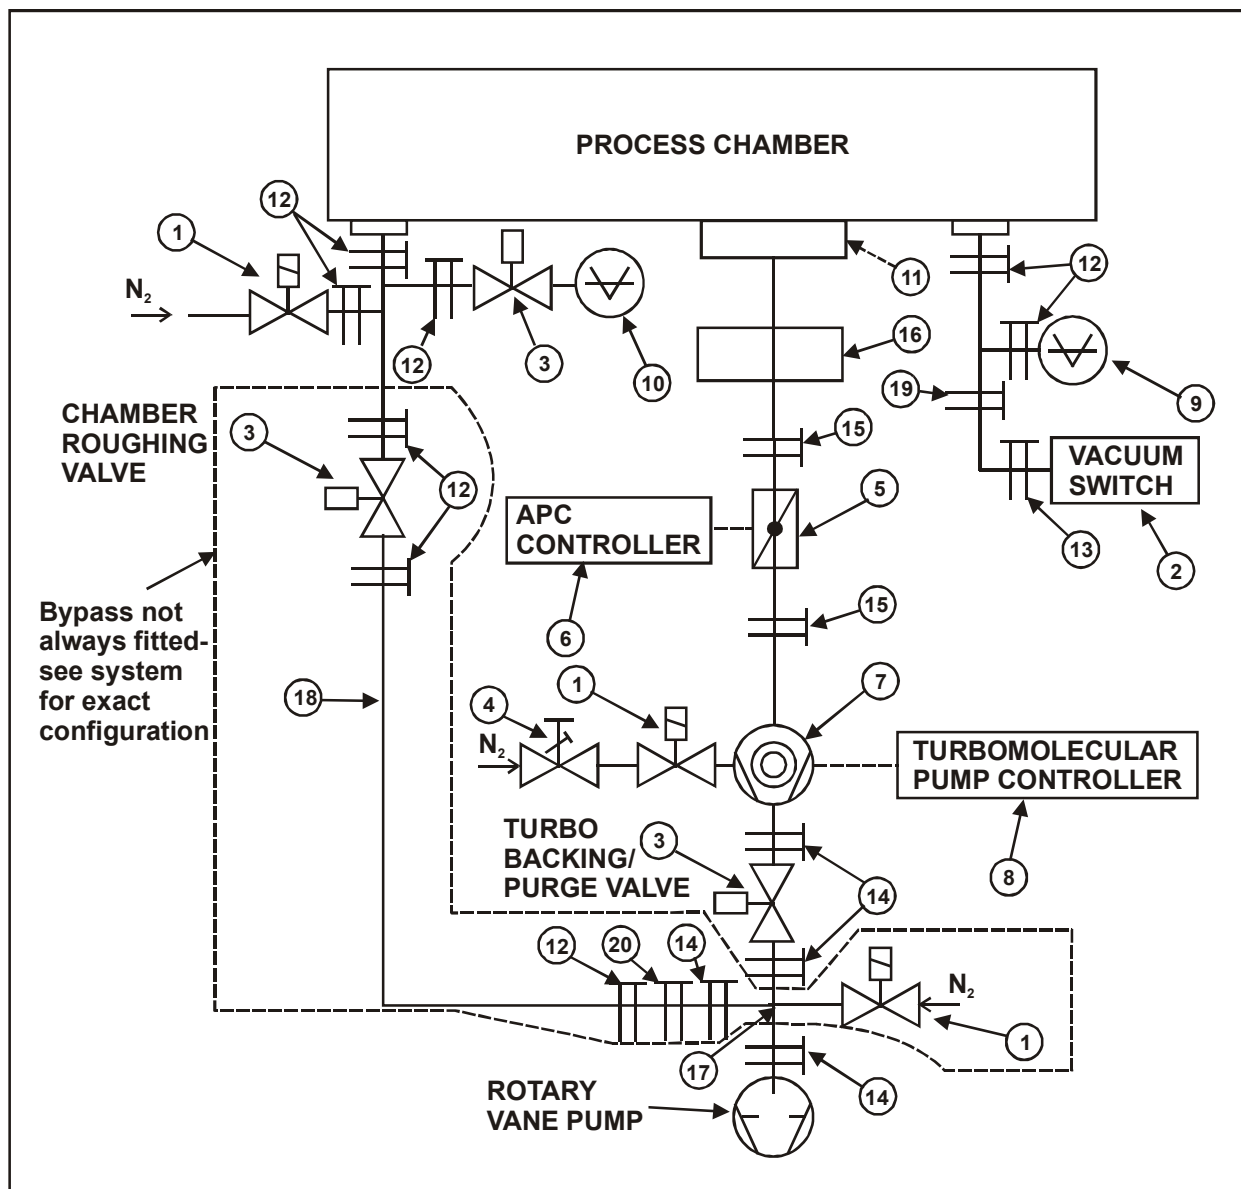 PROCESS CHAMBER
12
1
N2
12
3
10
11
16
12
9
19
CHAMBER
ROUGHING
VALVE
3
12
15
5
APC
CONTROLLER
6
VACUUM
SWITCH
13
2
Bypass not
always fitted-
see system
for exact
configuration
18
15
4
1
7
N2
TURBOMOLECULAR
PUMP CONTROLLER
8
TURBO
BACKING/
PURGE VALVE
3
14
12
20
14
N2
1
17
14
ROTARY
VANE PUMP